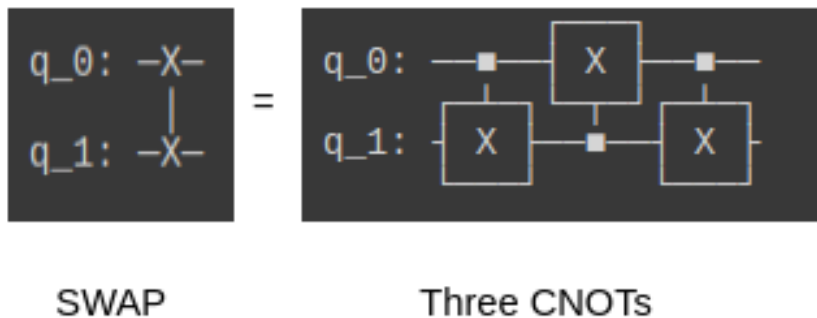 q_0: ─X─
q_1: ─X─
=
q_0: X
q_1: X X
SWAP
Three CNOTs